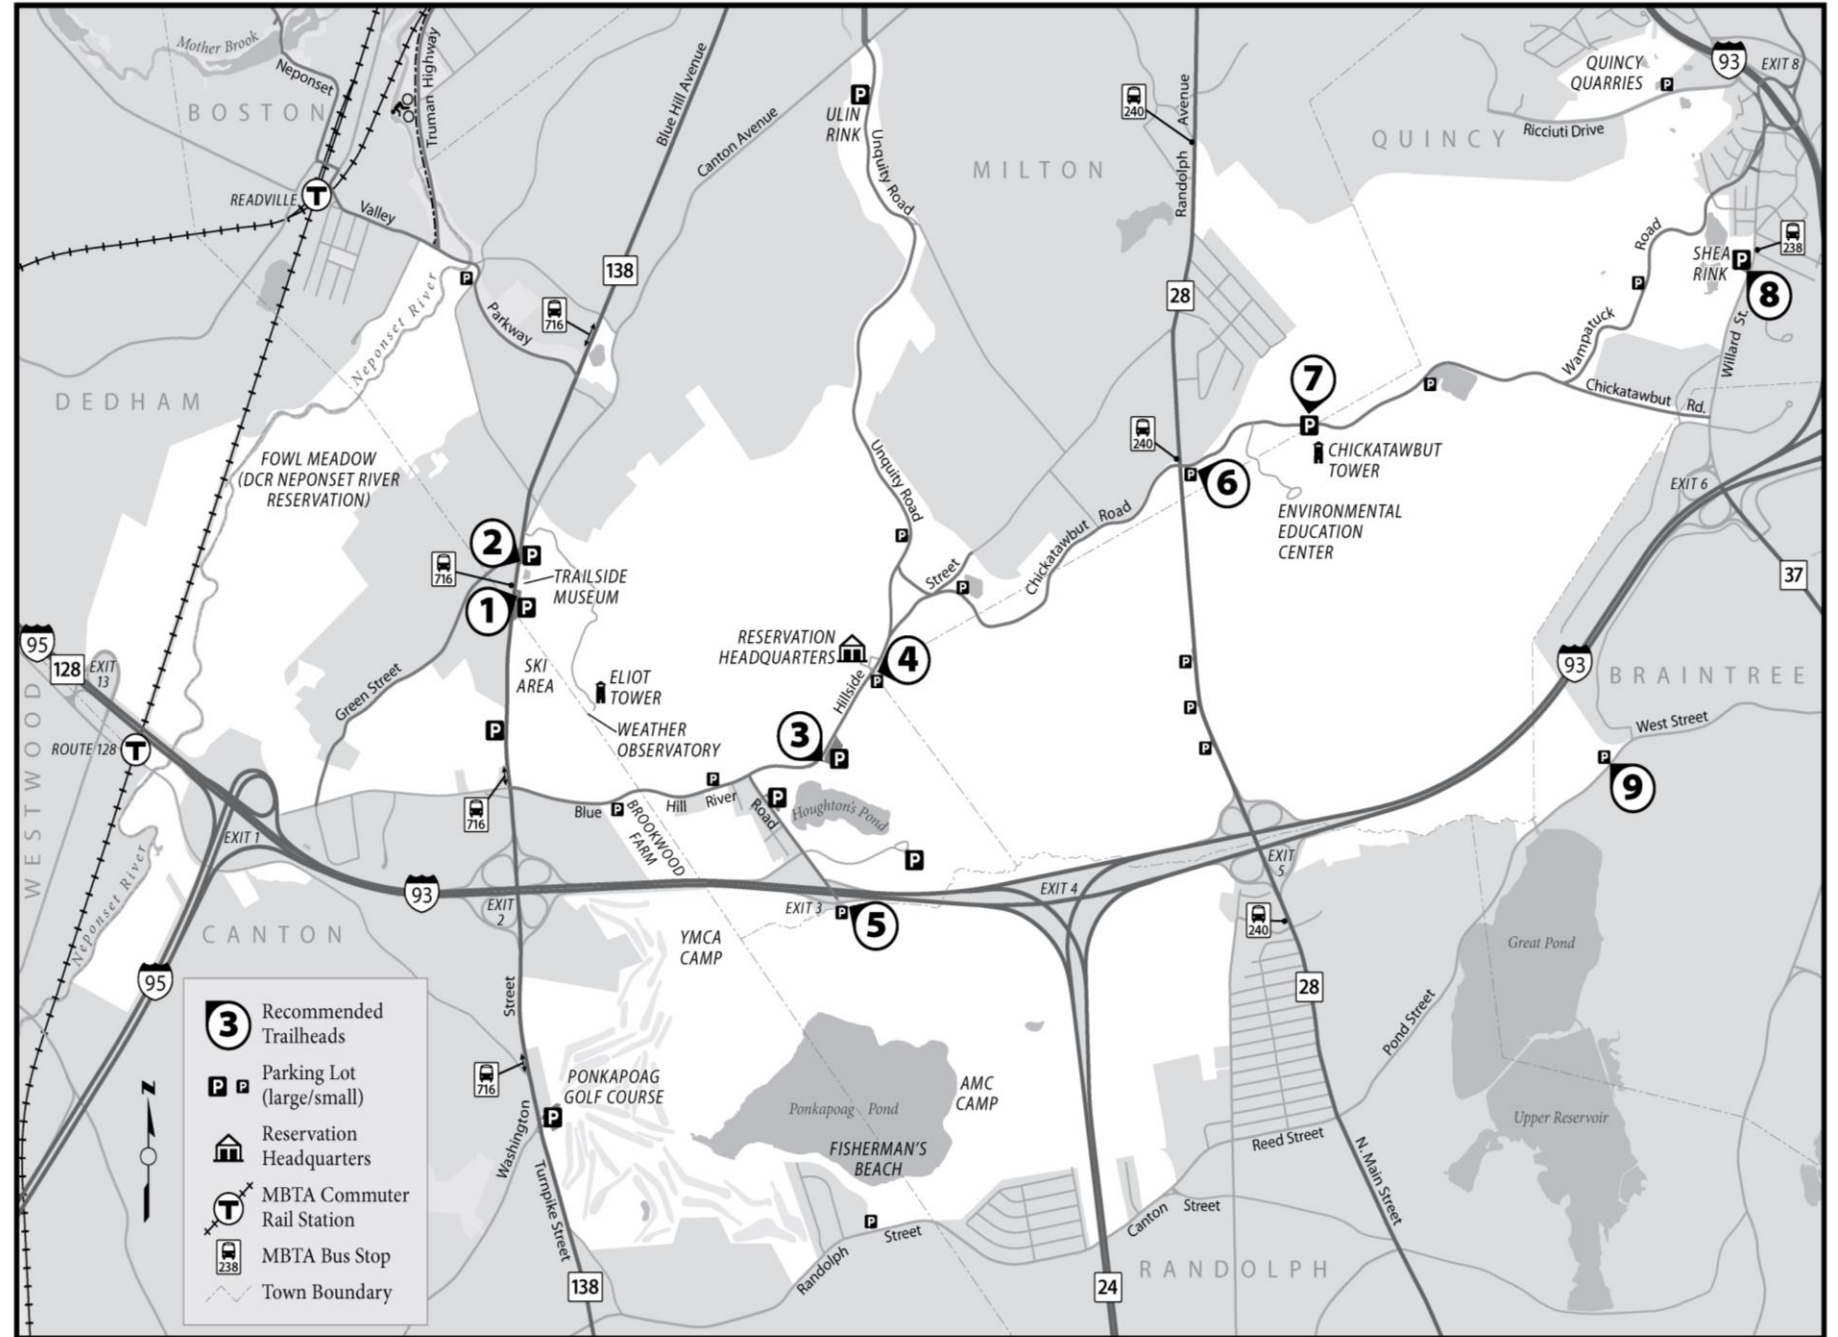 Mother Brook
Neponset
BOSTON
Truman Highway
Blue Hill Avenue
Canton Avenue
P
ULIN
RINK
Unquity Road
MILTON
240
Randolph Avenue
QUINCY
QUARRIES
P
93
EXIT 8
Ricciuti Drive
QUINCY
READVILLE
T
Valley
138
P
Neponset River
Parkway
716
28
Road
SHEA
RINK
P
238
8
P
Wampatuck
Willard St.
DEDHAM
7
P
P
Chickatawbut Rd.
CHICKATAWBUT
TOWER
240
P
6
FOWL MEADOW
(DCR NEPONSET RIVER
RESERVATION)
Unquity Road
P
Chickatawbut Road
ENVIRONMENTAL
EDUCATION
CENTER
EXIT 6
37
2
P
716
TRAILSIDE
MUSEUM
1
P
Street
P
95
128
EXIT
13
WESTWOOD
ROUTE 128
T
Green Street
SKI
AREA
ELIOT
TOWER
WEATHER
OBSERVATORY
RESERVATION
HEADQUARTERS
4
P
Hillside
3
P
P
P
P
P
93
BRAINTREE
West Street
P
9
716
Blue
P
Hill
P
River
Road
P
Houghton's Pond
P
BROOKWOOD
FARM
EXIT 1
Neponset River
93
EXIT
2
EXIT 3
P
5
EXIT 4
EXIT
5
240
CANTON
95
YMCA
CAMP
Great Pond
28
Pond Street
Street
716
PONKAPOAG
GOLF COURSE
P
Washington
Turnpike Street
138
Ponkapoag Pond
FISHERMAN'S
BEACH
AMC
CAMP
Upper Reservoir
Reed Street
N. Main Street
P
Randolph Street
Canton Street
24
RANDOLPH
3
Recommended
Trailheads
P P
Parking Lot
(large/small)
Reservation
Headquarters
T
MBTA Commuter
Rail Station
238
MBTA Bus Stop
Town Boundary
N